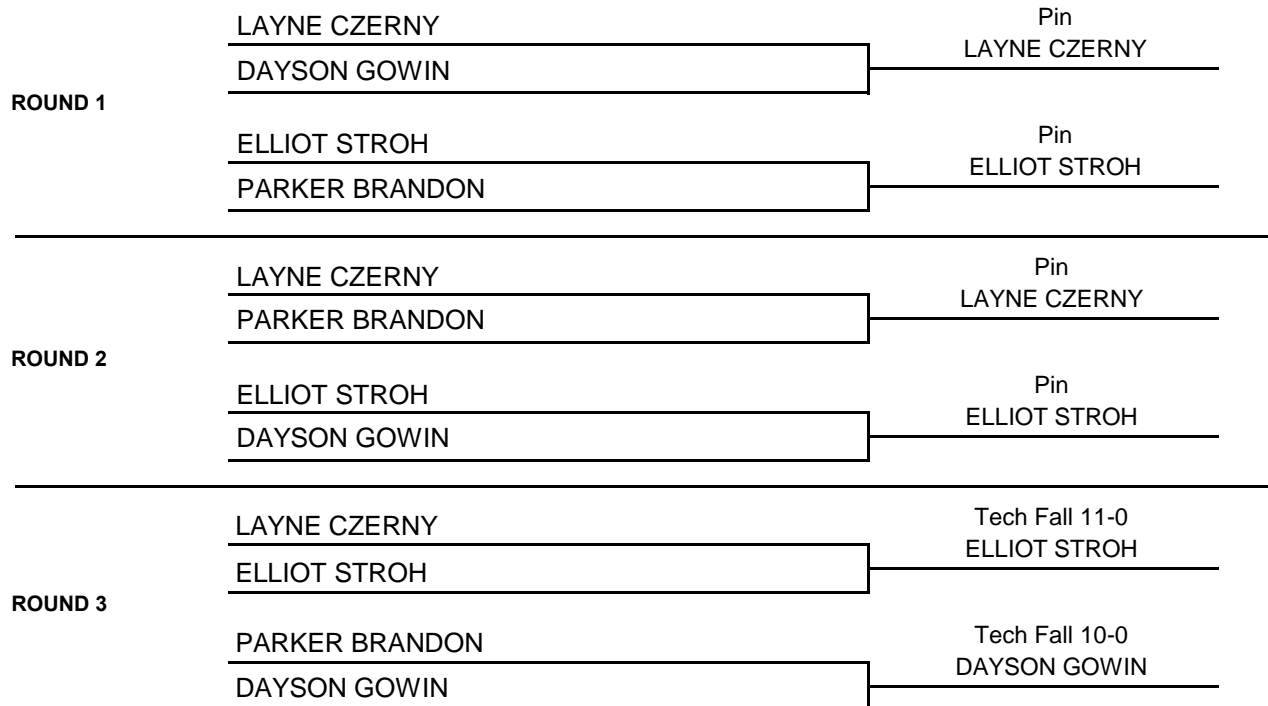 LAYNE CZERNY
Pin
LAYNE CZERNY
DAYSON GOWIN
ROUND 1
ELLIOT STROH
Pin
ELLIOT STROH
PARKER BRANDON
LAYNE CZERNY
Pin
LAYNE CZERNY
PARKER BRANDON
ROUND 2
ELLIOT STROH
Pin
ELLIOT STROH
DAYSON GOWIN
LAYNE CZERNY
Tech Fall 11-0
ELLIOT STROH
ELLIOT STROH
ROUND 3
PARKER BRANDON
Tech Fall 10-0
DAYSON GOWIN
DAYSON GOWIN